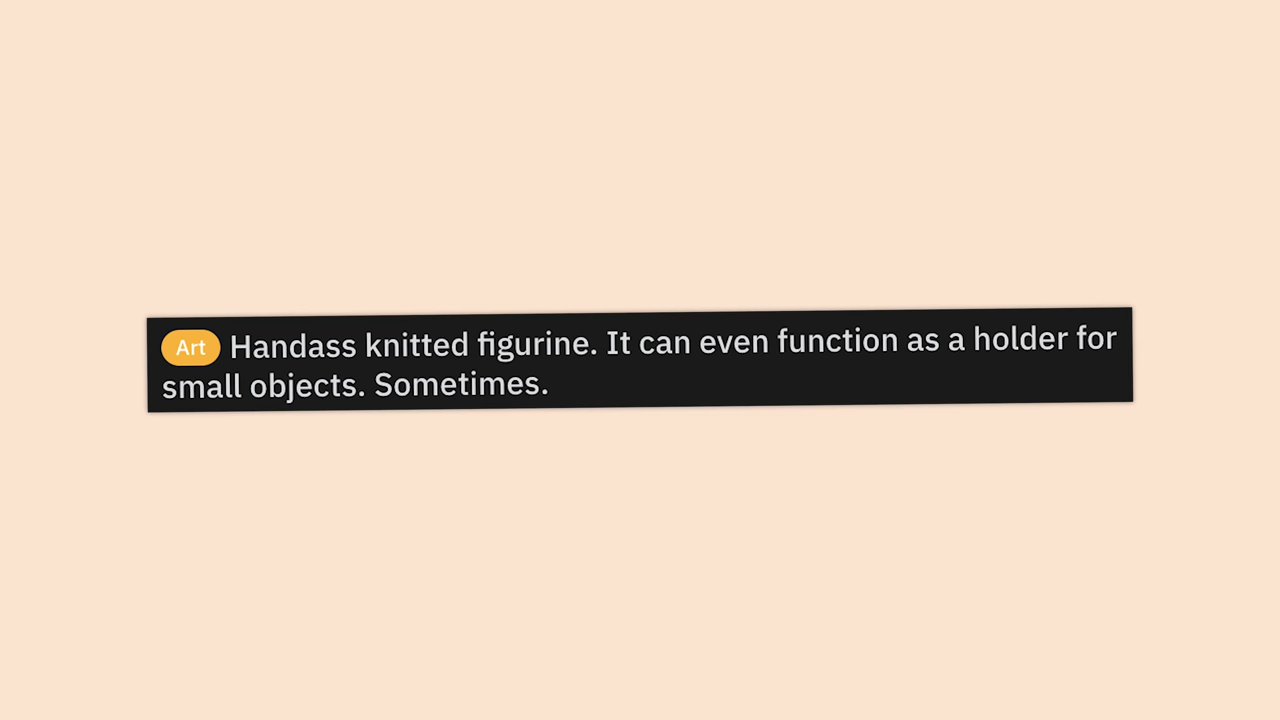 Art Handass knitted figurine. It can even function as a holder for
small objects. Sometimes.